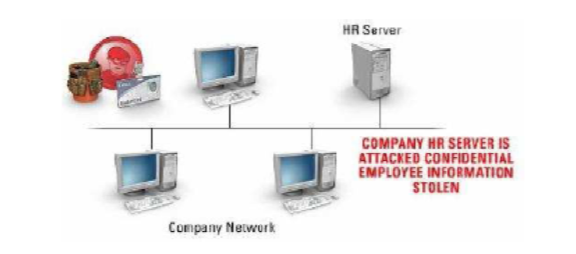 HR Server
COMPANY HR SERVER IS
ATTACKED CONFIDENTIAL
EMPLOYEE INFORMATION
STOLEN
Company Network